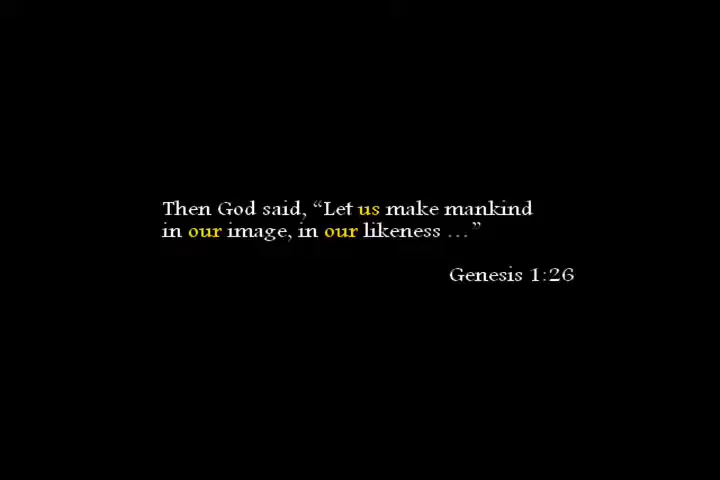 Then God said, “Let us make mankind
in our image, in our likeness …”
Genesis 1:26